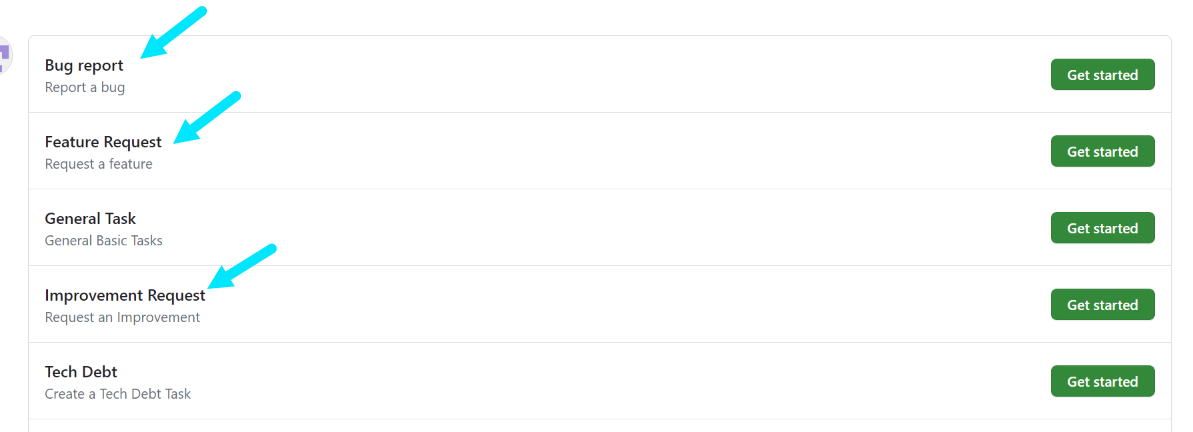 Bug report
Report a bug
Get started
Feature Request
Request a feature
Get started
General Task
General Basic Tasks
Get started
Improvement Request
Request an Improvement
Get started
Tech Debt
Create a Tech Debt Task
Get started